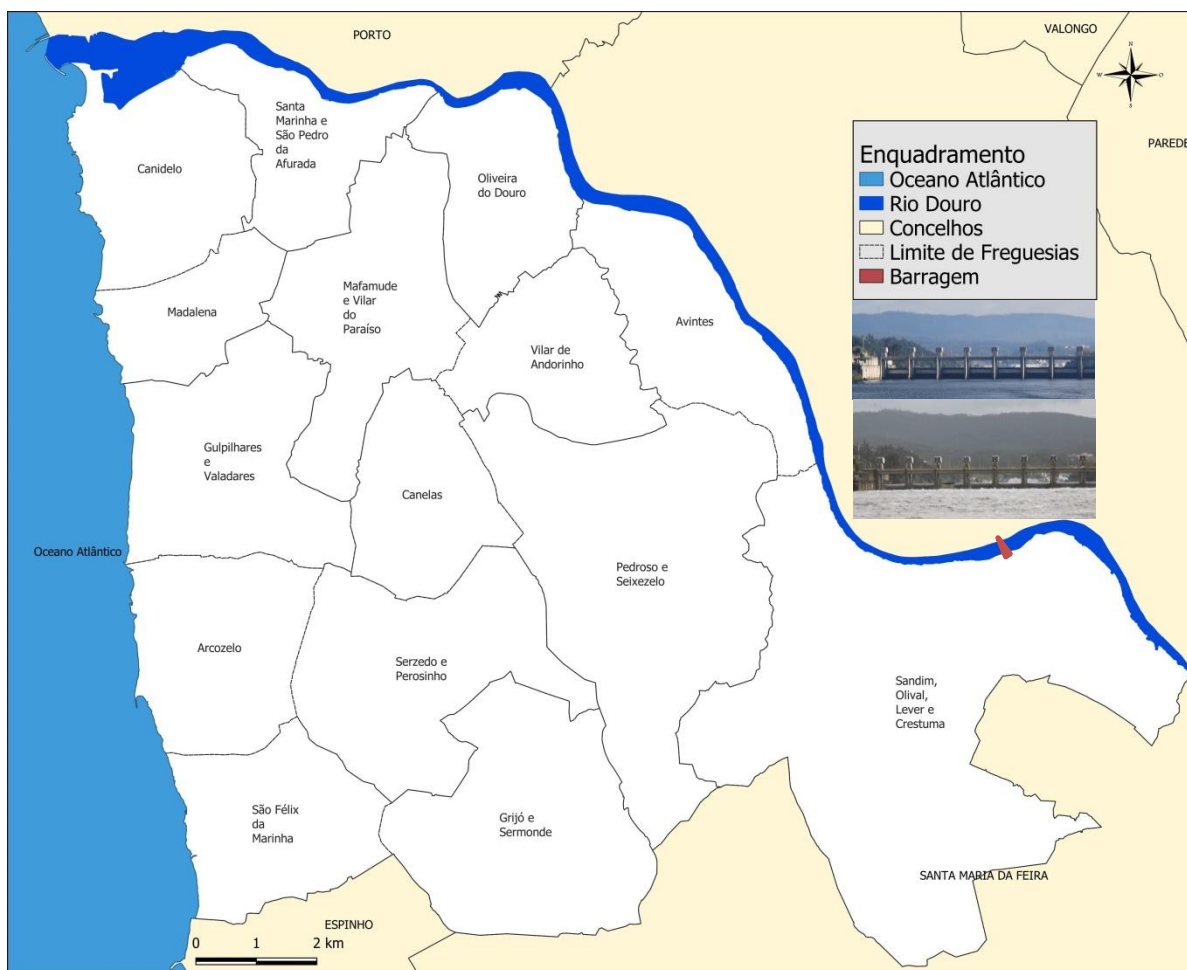 PORTO
VALONGO
N
W
O
S
PAREDE
Santa
Marinha e
São Pedro
da
Afurada
Canidelo
Oliveira
do Douro
Enquadramento
Oceano Atlântico
Rio Douro
Concelhos
Limite de Freguesias
Barragem
Madalena
Mafamude
e Vilar
do
Paraíso
Avintes
Vilar de
Andorinho
Gulpilhares
e
Valadares
Canelas
Oceano Atlântico
Pedroso e
Seixezelo
Arcozelo
Serzedo e
Perosinho
Sandim,
Olival,
Lever e
Crestuma
São Félix
da
Marinha
Grijó e
Sermonde
SANTA MARIA DA FEIRA
ESPINHO
0 1 2 km